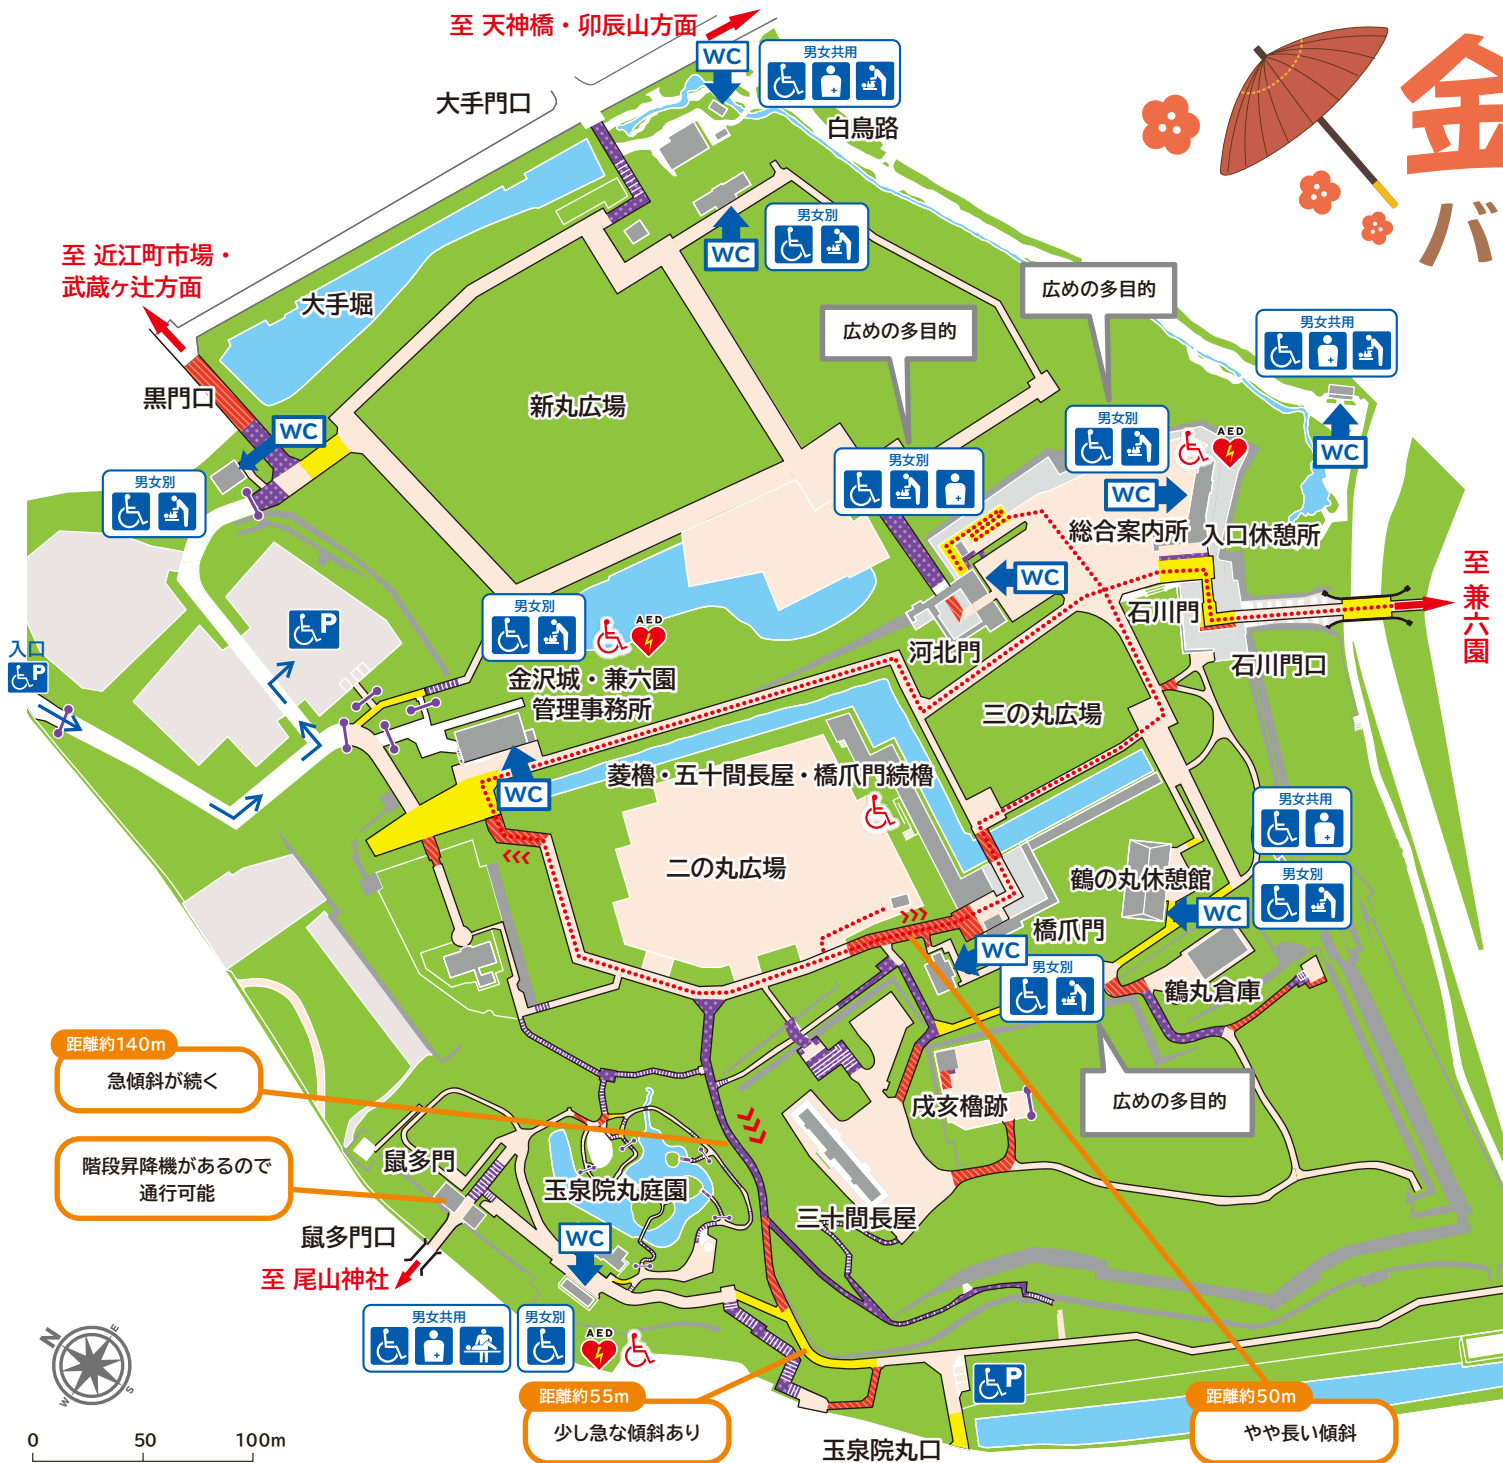 至 天神橋・卯辰山方面
WC
男女共用
大手門口
白鳥路
金
バ
男女別
WC
至 近江町市場・
武蔵ヶ辻方面
大手堀
広めの多目的
広めの多目的
男女共用
WC
黒門口
新丸広場
WC
男女別
男女別
男女別
AED
WC
総合案内所
入口休憩所
WC
至 兼六園
石川門
石川門口
河北門
入口
P
P
男女別
AED
金沢城・兼六園
管理事務所
WC
三の丸広場
菱櫓・五十間長屋・橋爪門続櫓
二の丸広場
男女共用
男女別
鶴の丸休憩館
WC
橋爪門
WC
男女別
鶴丸倉庫
広めの多目的
距離約140m
急傾斜が続く
戌亥櫓跡
階段昇降機があるので
通行可能
鼠多門
玉泉院丸庭園
三十間長屋
鼠多門口
WC
至 尾山神社
男女共用
男女別
AED
P
距離約55m
少し急な傾斜あり
距離約50m
やや長い傾斜
玉泉院丸口
N
E
S
W
0 50 100m